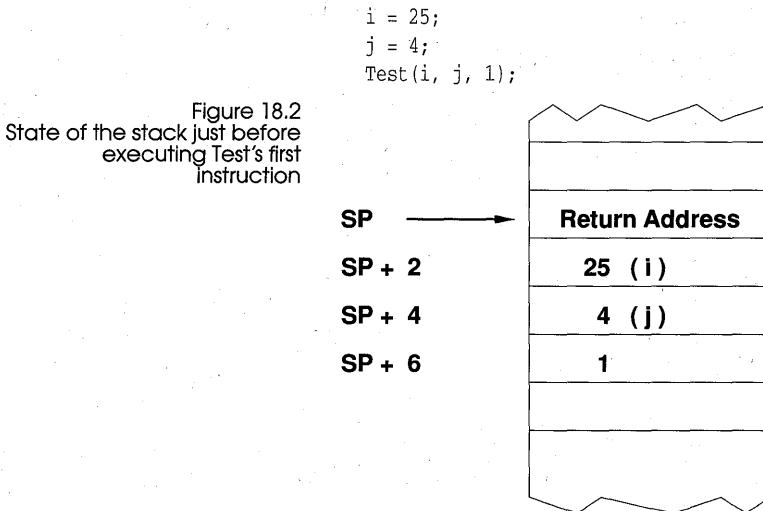 i = 25;
j = 4;
Test(i, j, 1);
Figure 18.2
State of the stack just before
executing Test's first
instruction
SP
Return Address
SP + 2
25 (i)
SP + 4
4 (j)
SP + 6
1